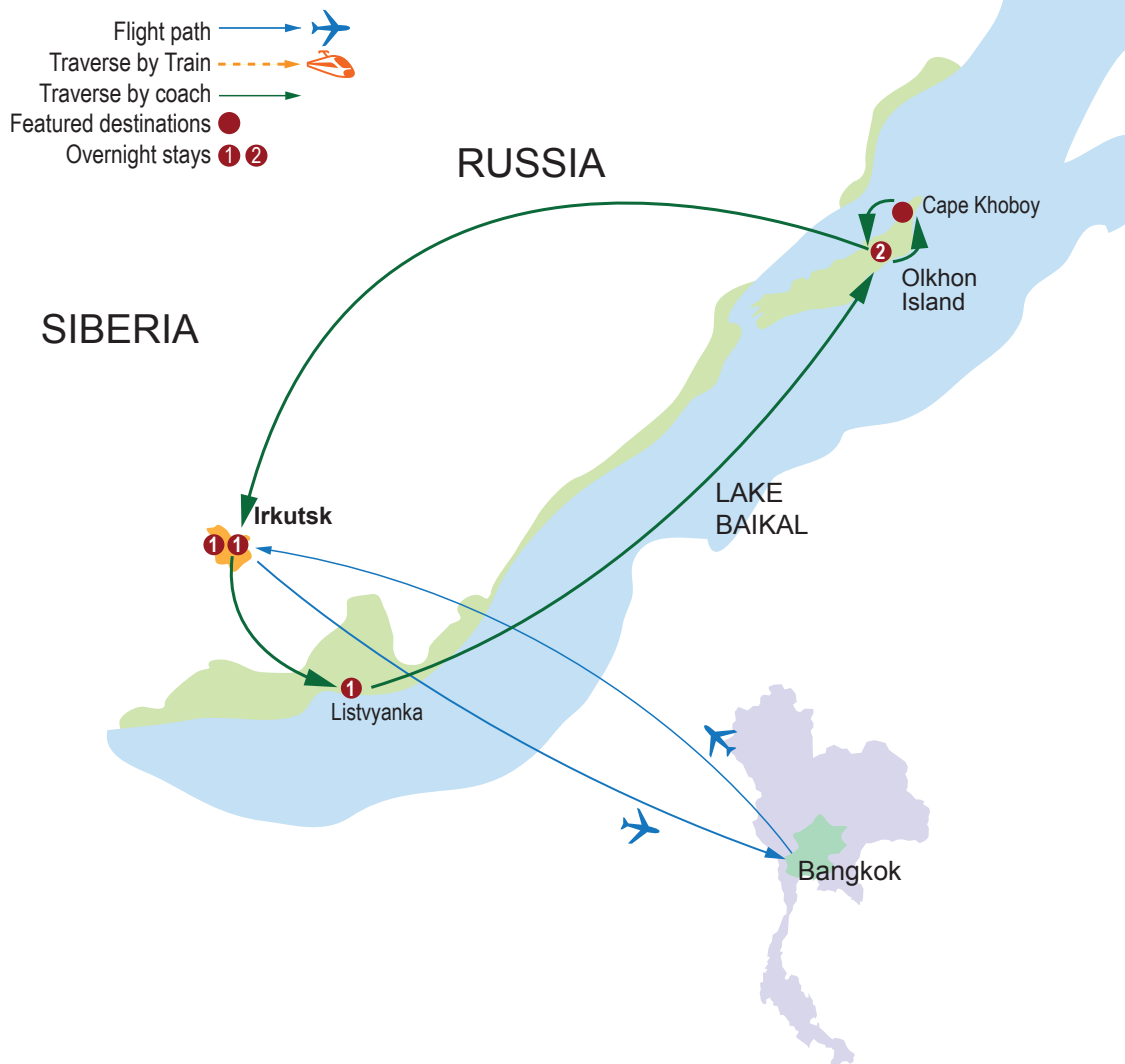 Flight path
Traverse by Train
Traverse by coach
Featured destinations
Overnight stays 1 2
RUSSIA
Cape Khoboy
2
Olkhon
Island
SIBERIA
LAKE
BAIKAL
Irkutsk
1 1
1
Listvyanka
Bangkok